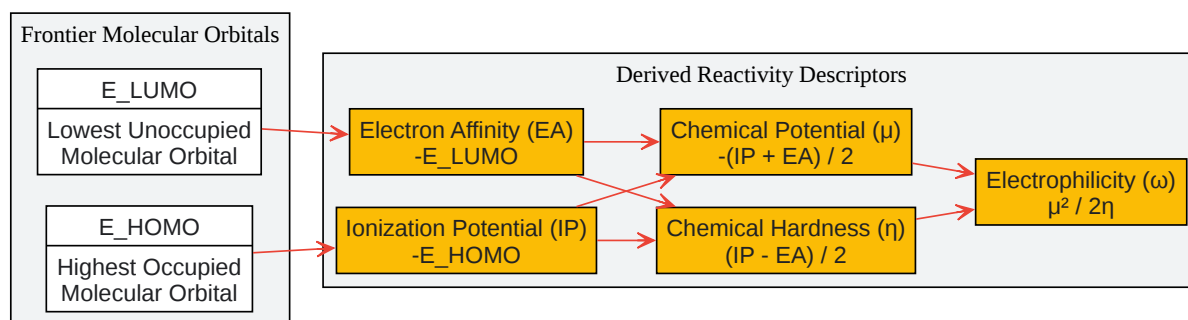 Frontier Molecular Orbitals
E_LUMO
Lowest Unoccupied
Molecular Orbital
E_HOMO
Highest Occupied
Molecular Orbital
Derived Reactivity Descriptors
Electron Affinity (EA)
-E_LUMO
Ionization Potential (IP)
-E_HOMO
Chemical Potential (μ)
-(IP + EA) / 2
Chemical Hardness (η)
(IP - EA) / 2
Electrophilicity (ω)
μ² / 2η